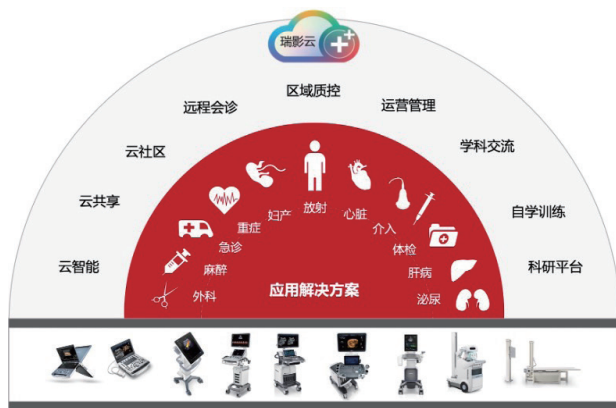 瑞影云
++
区域质控
远程会诊
运营管理
云社区
学科交流
云共享
自学训练
云智能
科研平台
放射
妇产
心脏
重症
介入
急诊
体检
麻醉
肝病
外科
泌尿
应用解决方案